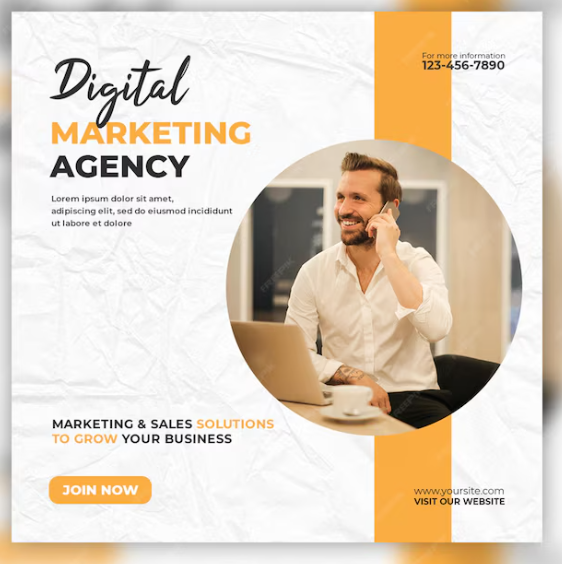 Digital
MARKETING
AGENCY
Lorem ipsum dolor sit amet,
adipiscing elit, sed do eiusmod incididunt
ut labore et dolore
For more information
123-456-7890
MARKETING & SALES SOLUTIONS
TO GROW YOUR BUSINESS
JOIN NOW
www.yoursite.com
VISIT OUR WEBSITE